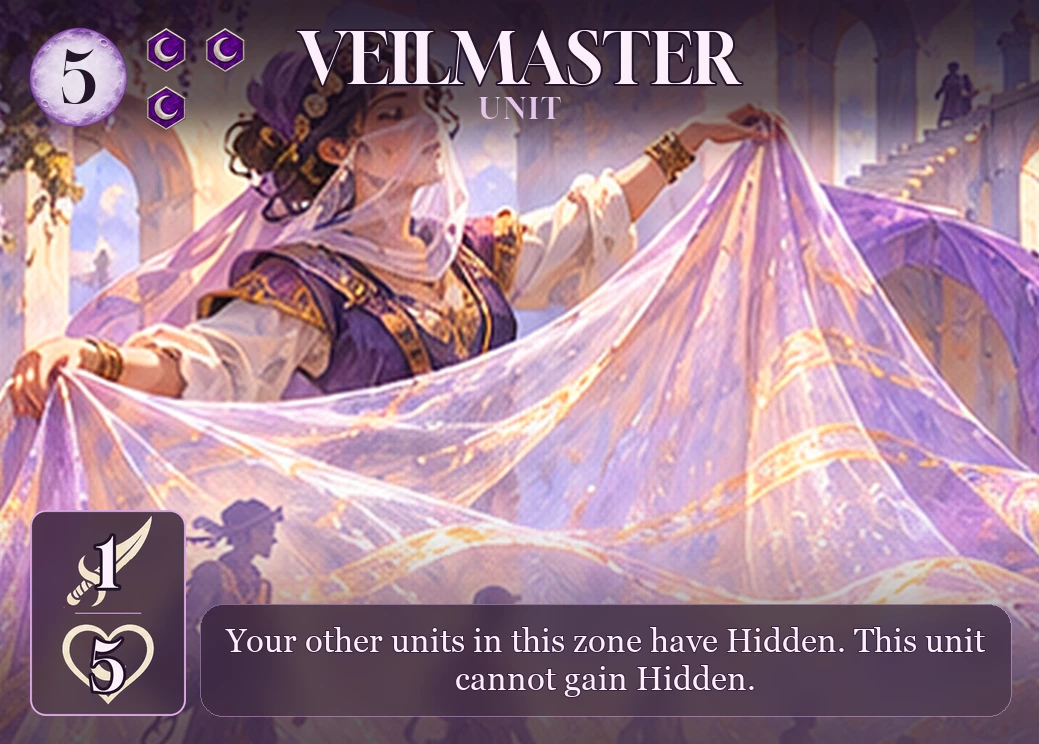 5
VEILMASTER
UNIT
1
5
Your other units in this zone have Hidden. This unit
cannot gain Hidden.